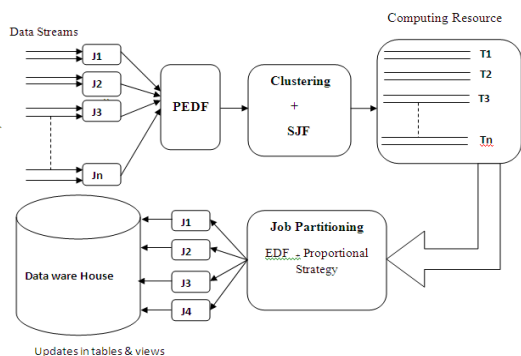 Computing Resource
Data Streams
J1
J2
J3
Jn
PEDF
Clustering
+
SJF
T1
T2
T3
Tn
Data ware House
J1
J2
J3
J4
Job Partitioning
EDF - Proportional
Strategy
Updates in tables & views